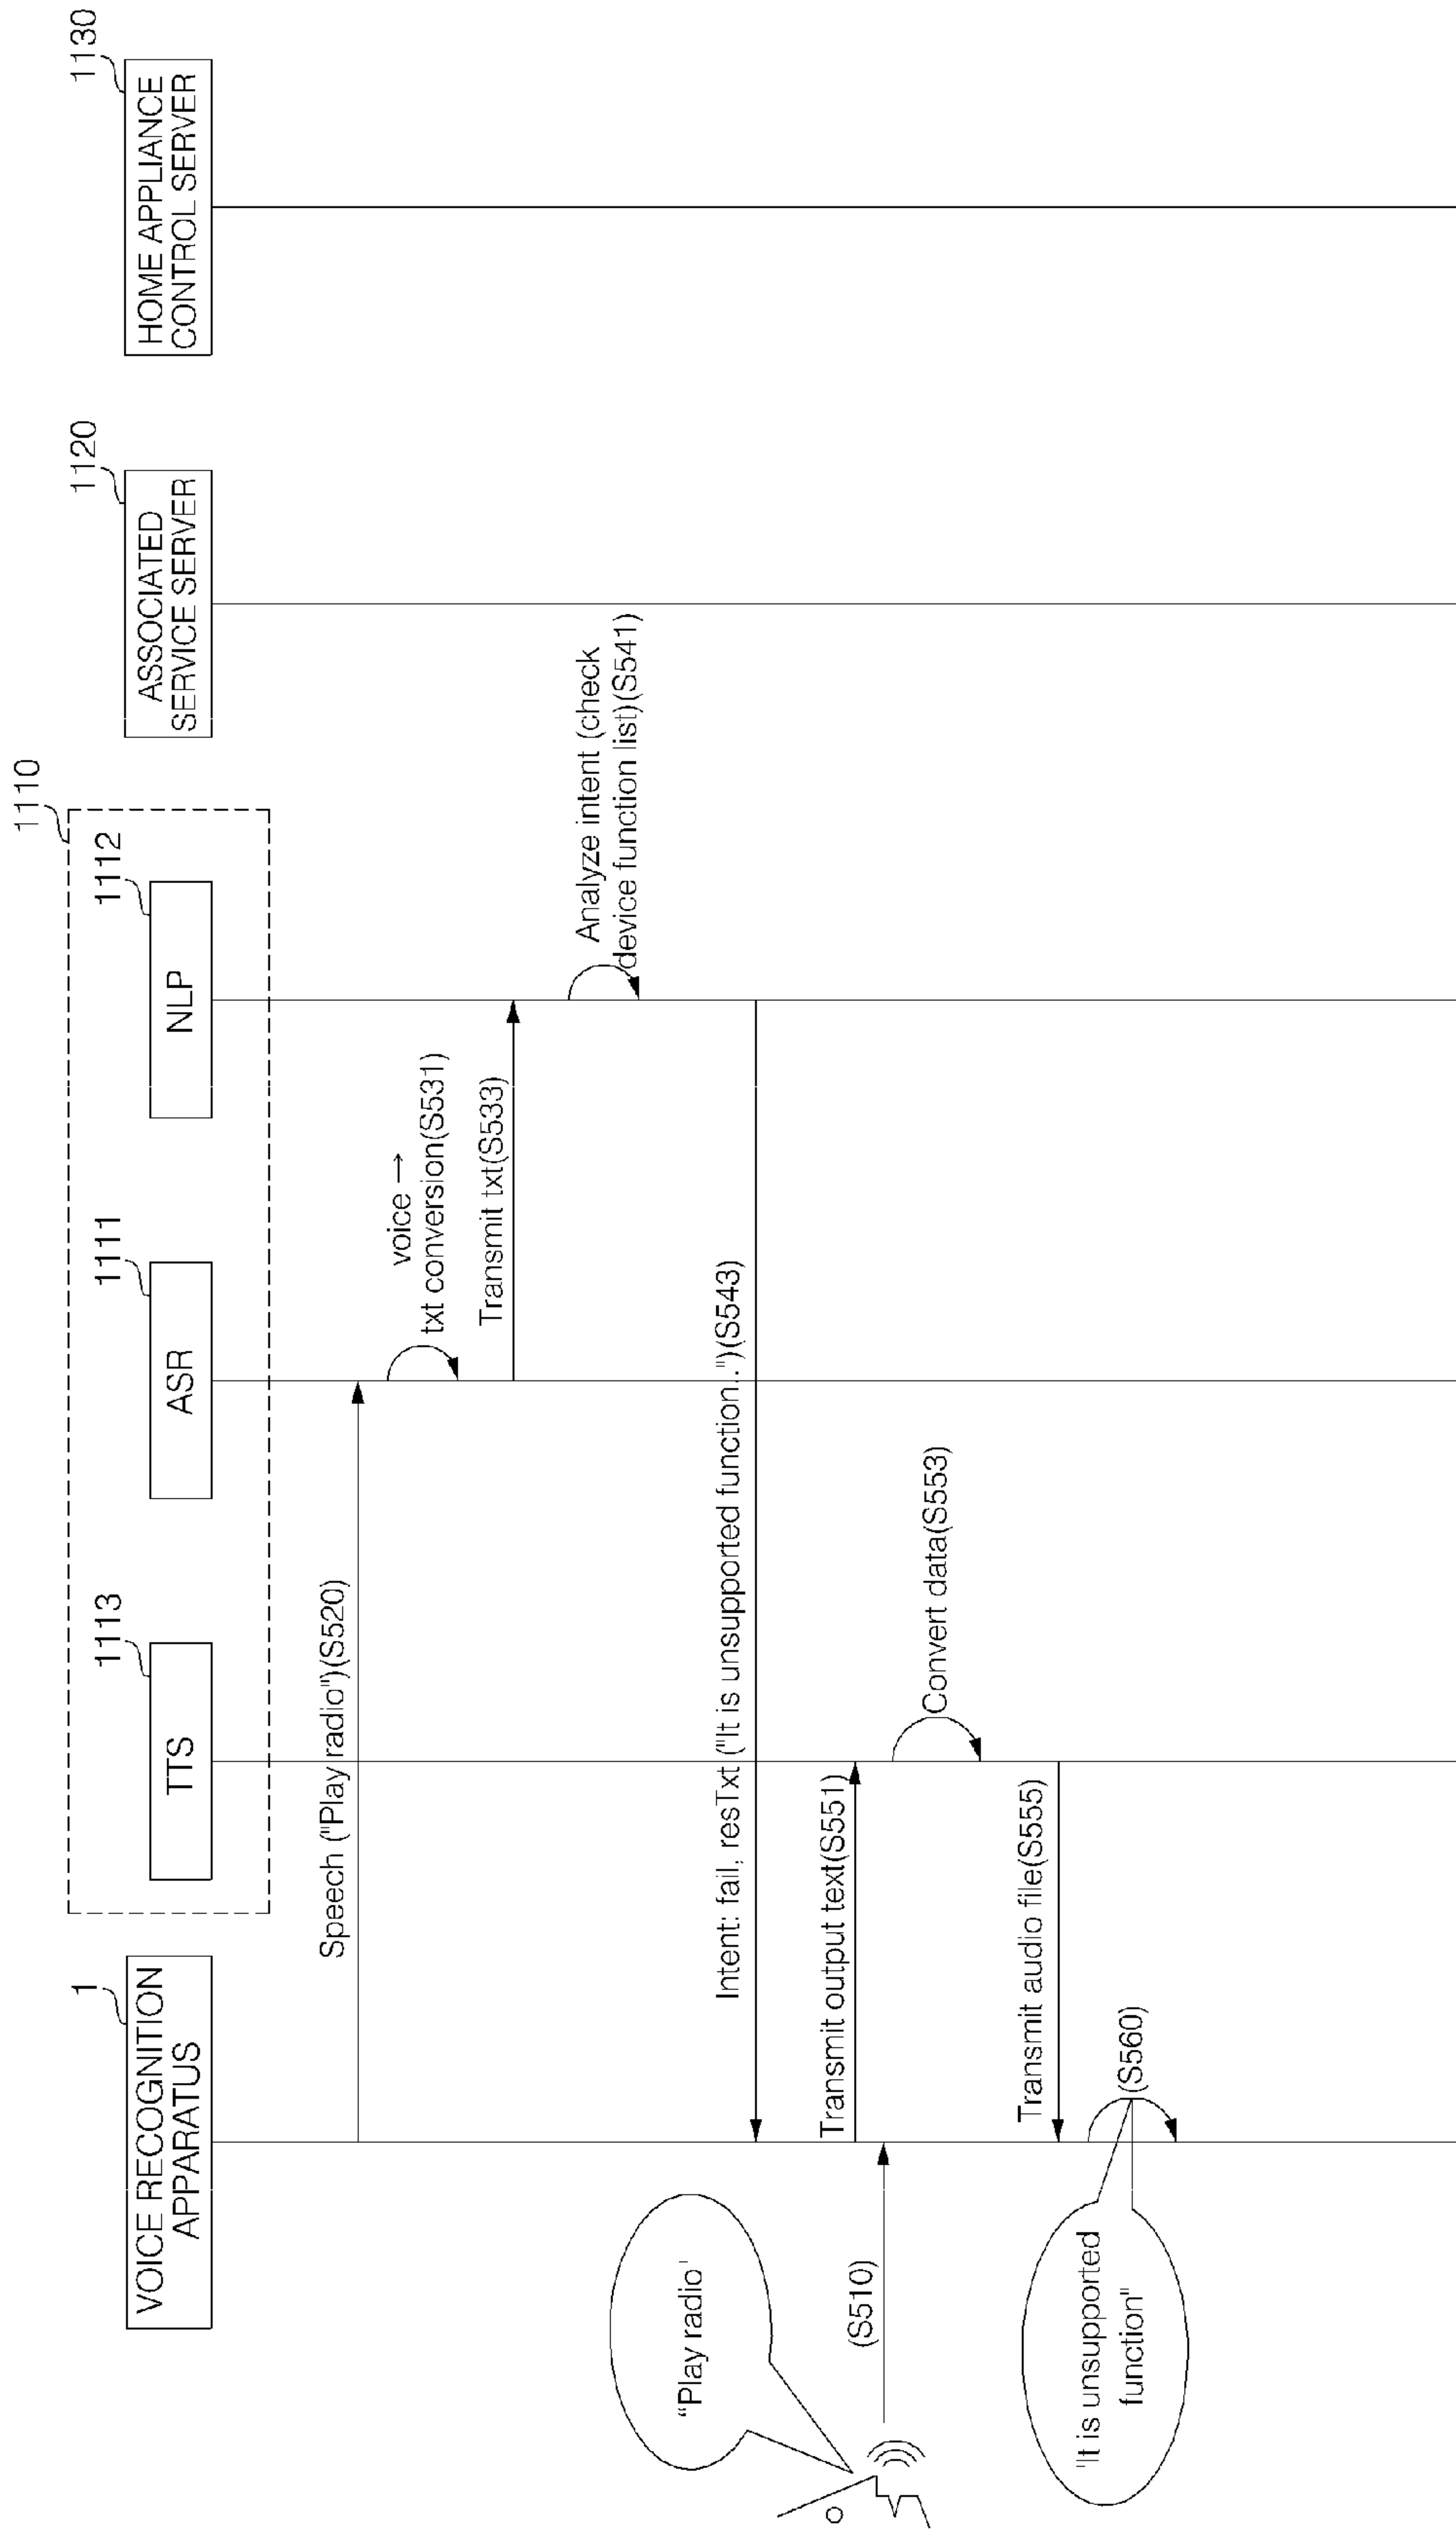 1110
1
1113
1111
1112
1120
1130
VOICE RECOGNITION
APPARATUS
TTS
ASR
NLP
ASSOCIATED
SERVICE SERVER
HOME APPLIANCE
CONTROL SERVER
Speech ("Play radio")(S520)
voice →
txt conversion(S531)
Transmit txt(S533)
Analyze intent (check
device function list)(S541)
"Play radio'
Intent: fail, resTxt ("It is unsupported function..")(S543)
Transmit output text(S551)
(S510)
Convert data(S553)
Transmit audio file(S555)
'It is unsupported
function"
(S560)